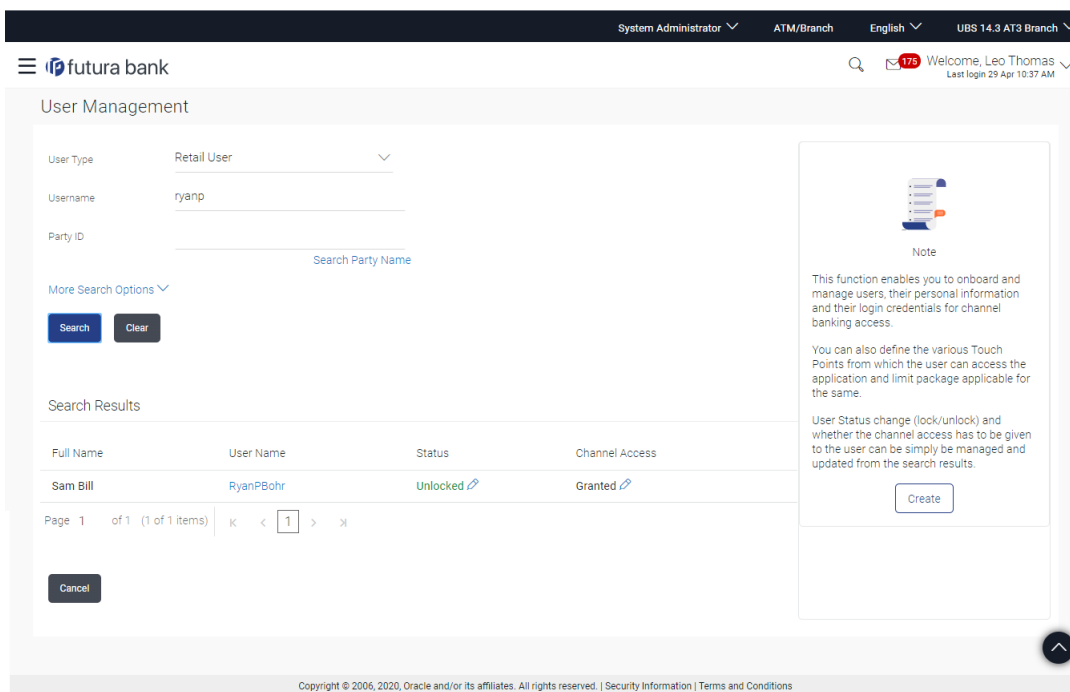 System Administrator ATM/Branch English UBS 14.3 AT3 Branch
futura bank
175
Welcome, Leo Thomas
Last login 29 Apr 10:37 AM
User Management
User Type Retail User
Username ryanp
Party ID
Search Party Name
More Search Options
Search Clear
Search Results
Full Name User Name Status Channel Access
Sam Bill RyanPBohr Unlocked Granted
Page 1 of 1 (1 of 1 items) 1
Cancel
Note
This function enables you to onboard and
manage users, their personal information
and their login credentials for channel
banking access.
You can also define the various Touch
Points from which the user can access the
application and limit package applicable for
the same.
User Status change (lock/unlock) and
whether the channel access has to be given
to the user can be simply be managed and
updated from the search results.
Create
Copyright © 2006, 2020, Oracle and/or its affiliates. All rights reserved. | Security Information | Terms and Conditions